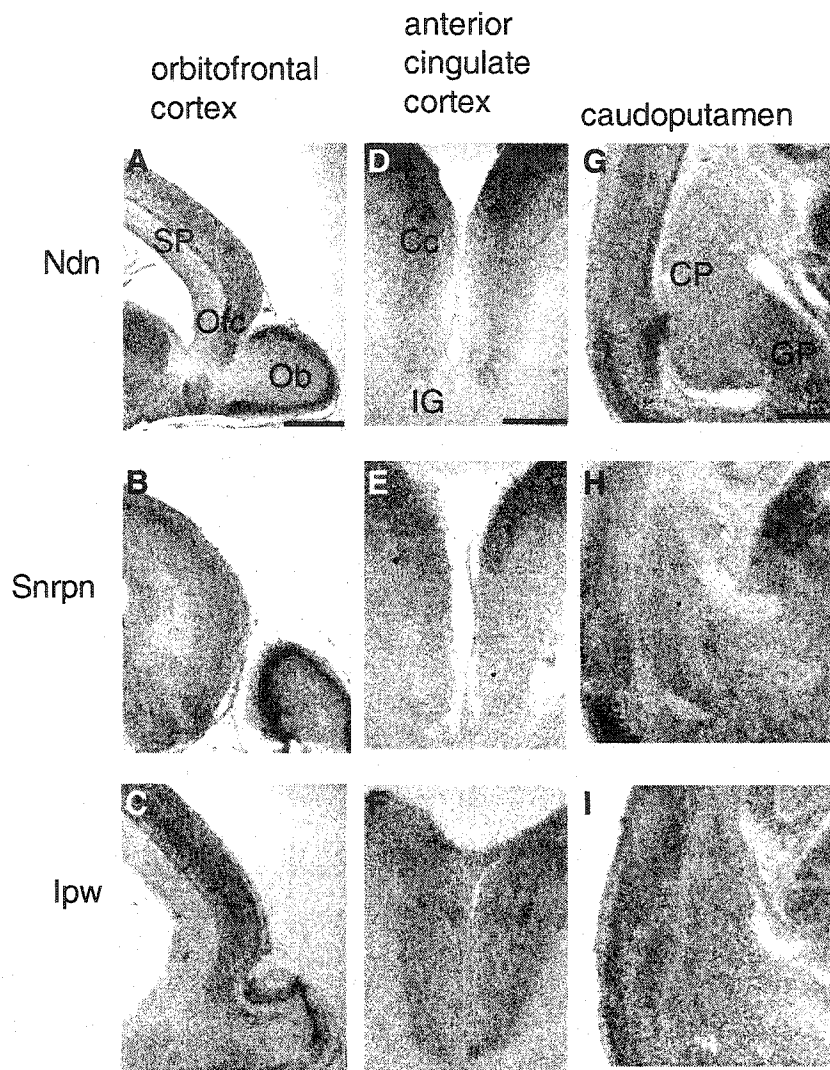 orbitofrontal
cortex
anterior
cingulate
cortex
caudoputamen
Ndn
A
SP
Ofc
Ob
D
Cc
IG
G
CP
GP
Snrpn
B
E
H
Ipw
C
F
I